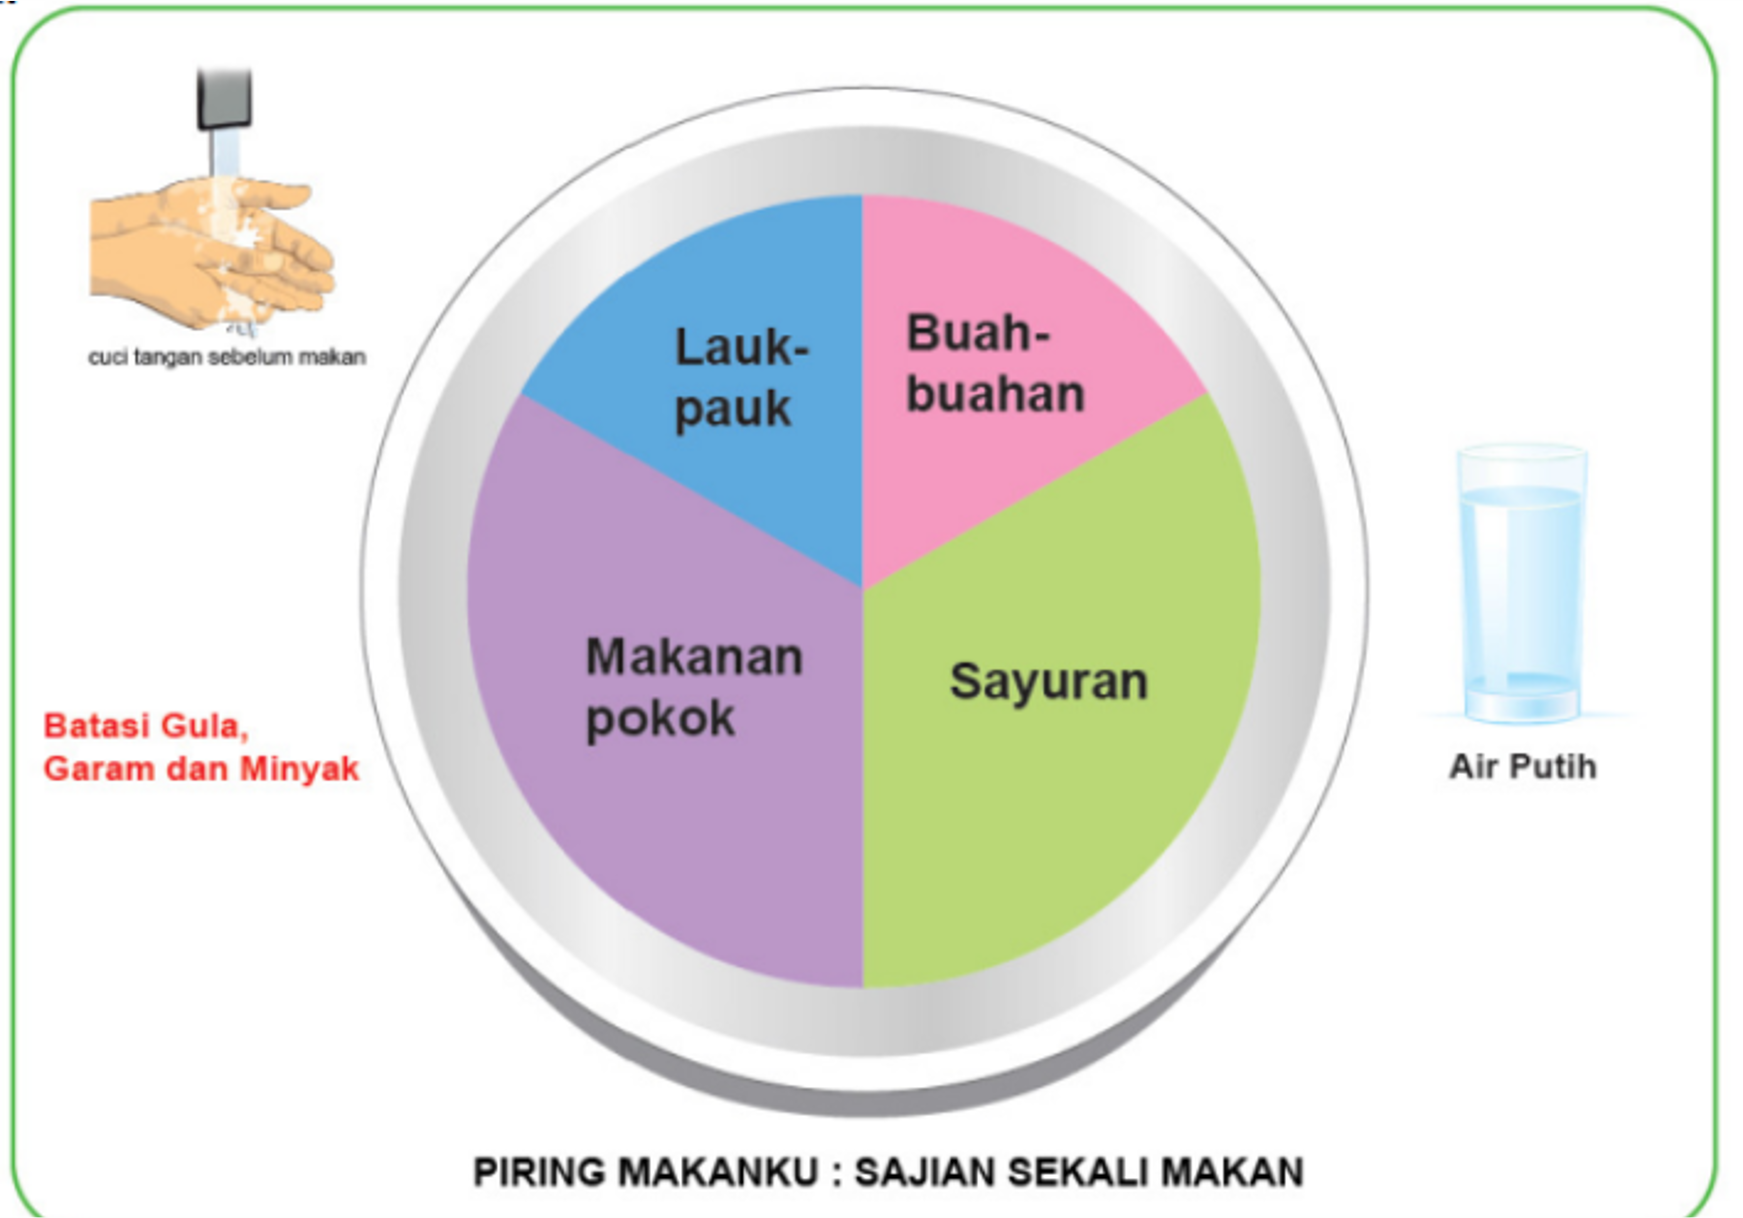 cuci tangan sebelum makan
Lauk-
pauk
Buah-
buahan
Makanan
pokok
Sayuran
Batasi Gula,
Garam dan Minyak
Air Putih
PIRING MAKANKU : SAJIAN SEKALI MAKAN